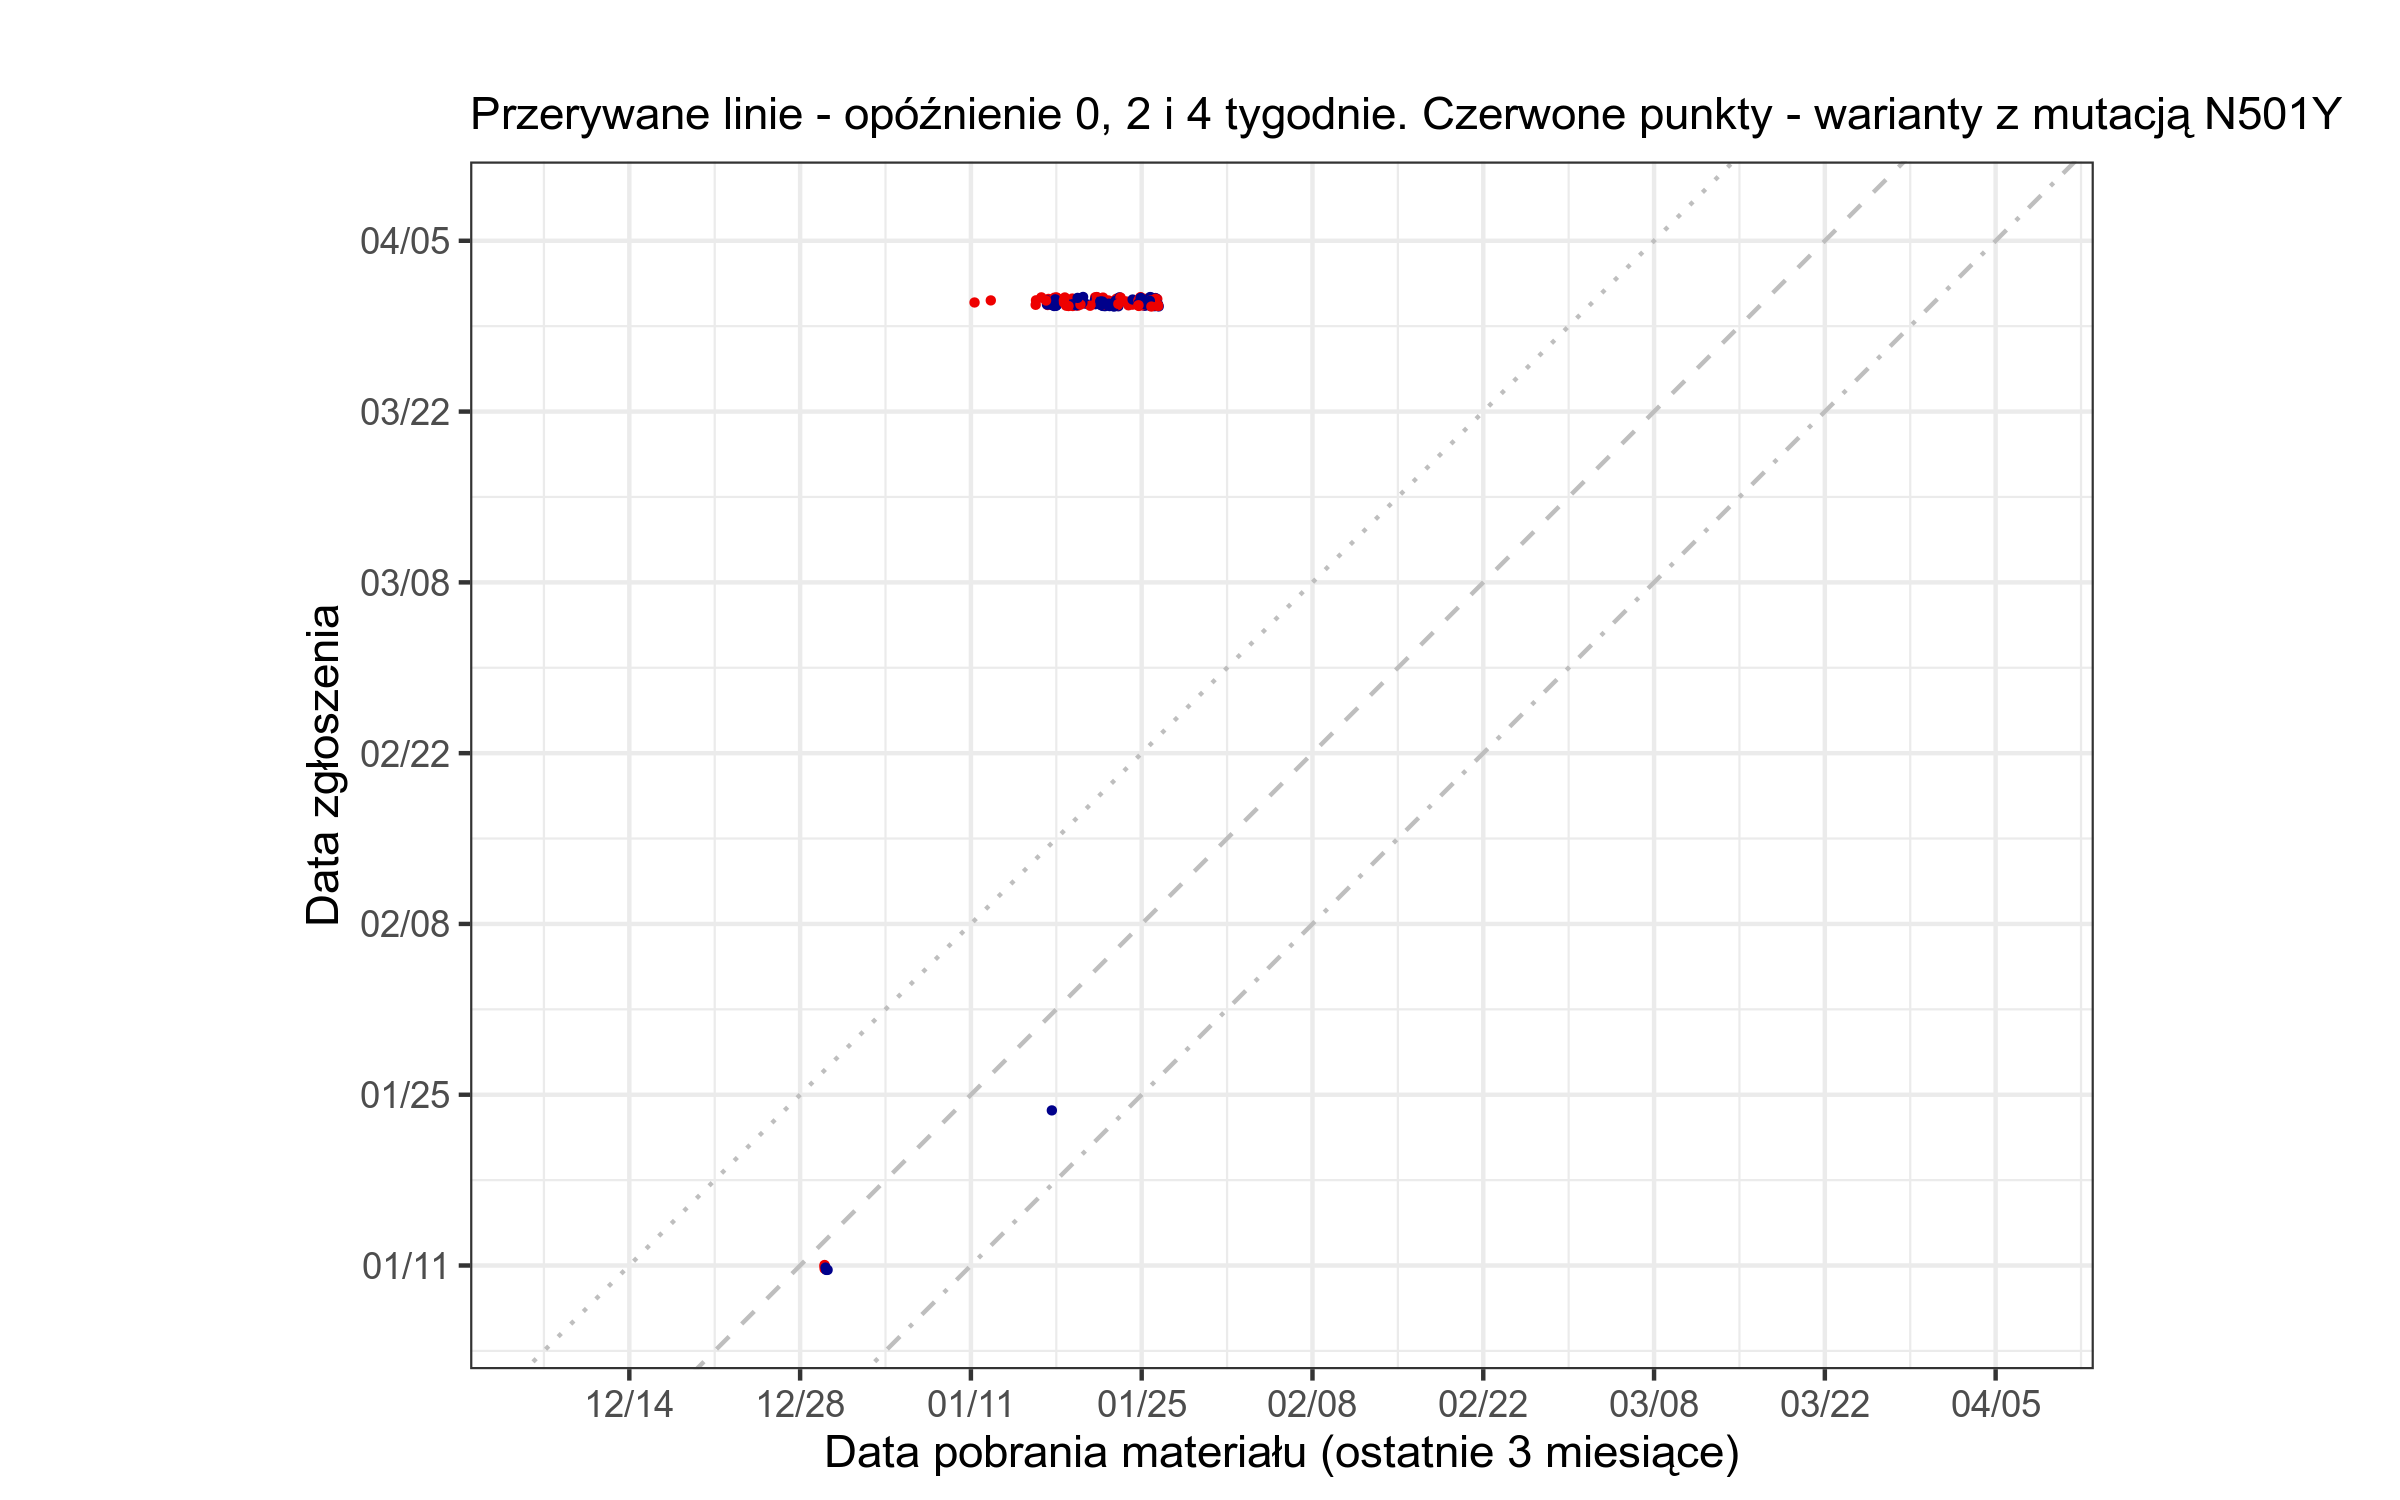 Przerywane linie - opóźnienie 0, 2 i 4 tygodnie. Czerwone punkty - warianty z mutacją N501Y
Data zgłoszenia
04/05
03/22
03/08
02/22
02/08
01/25
01/11
12/14 12/28 01/11 01/25 02/08 02/22 03/08 03/22 04/05
Data pobrania materiału (ostatnie 3 miesiące)